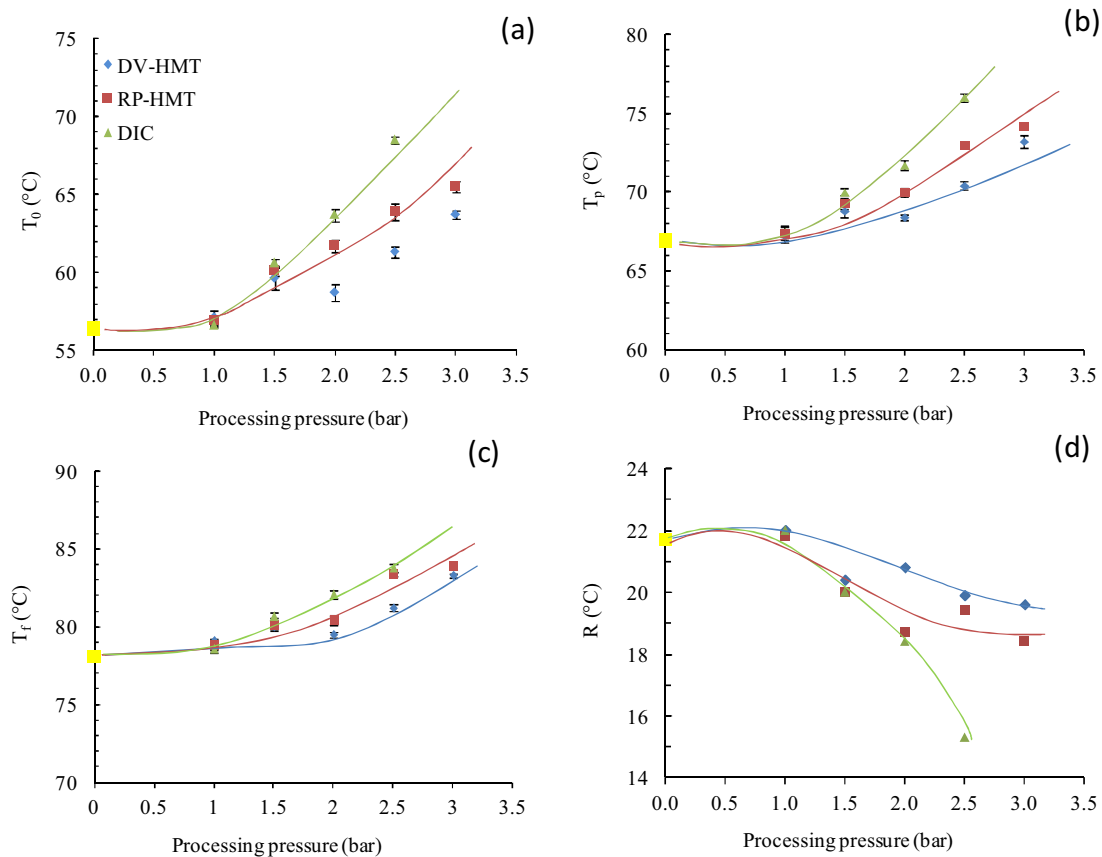 (a)
75
70
65
60
55
T0 (°C)
DV-HMT
RP-HMT
DIC
0.0 0.5 1.0 1.5 2.0 2.5 3.0 3.5
Processing pressure (bar)
(b)
80
75
70
65
60
Tp (°C)
0 0.5 1 1.5 2 2.5 3 3.5
Processing pressure (bar)
(c)
90
85
80
75
70
Tf (°C)
0 0.5 1.0 1.5 2.0 2.5 3 3.5
Processing pressure (bar)
(d)
24
22
20
18
16
14
R (°C)
0 0.5 1.0 1.5 2.0 2.5 3.0 3.5
Processing pressure (bar)